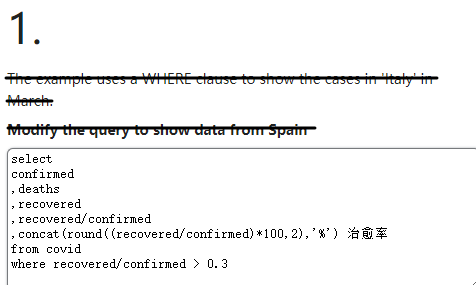 1.
The example uses a WHERE clause to show the cases in 'Italy' in
March.
Modify the query to show data from Spain
select
confirmed
,deaths
,recovered
,recovered/confirmed
,concat(round((recovered/confirmed)*100,2),'%') 治愈率
from covid
where recovered/confirmed > 0.3